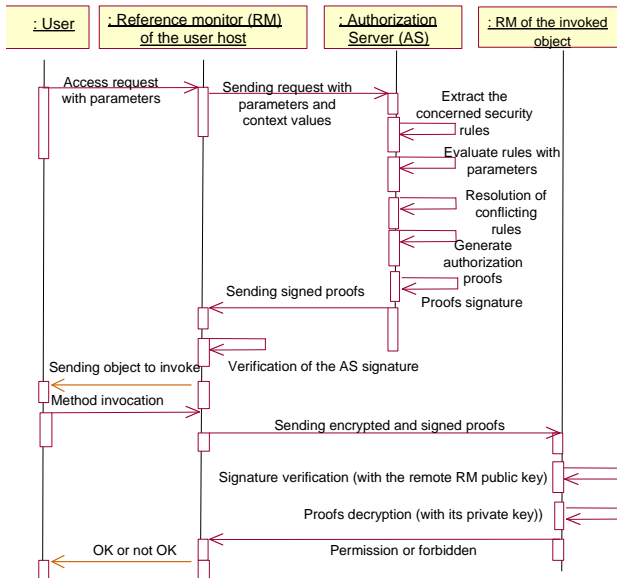 : User
: Reference monitor (RM)
of the user host
: Authorization
Server (AS)
: RM of the invoked
object
Access request
with parameters
Sending request with
parameters and
context values
Extract the
concerned security
rules
Evaluate rules with
parameters
Resolution of
conflicting
rules
Generate
authorization
proofs
Sending signed proofs
Proofs signature
Verification of the AS signature
Sending object to invoke
Method invocation
Sending encrypted and signed proofs
Signature verification (with the remote RM public key)
Proofs decryption (with its private key))
OK or not OK
Permission or forbidden